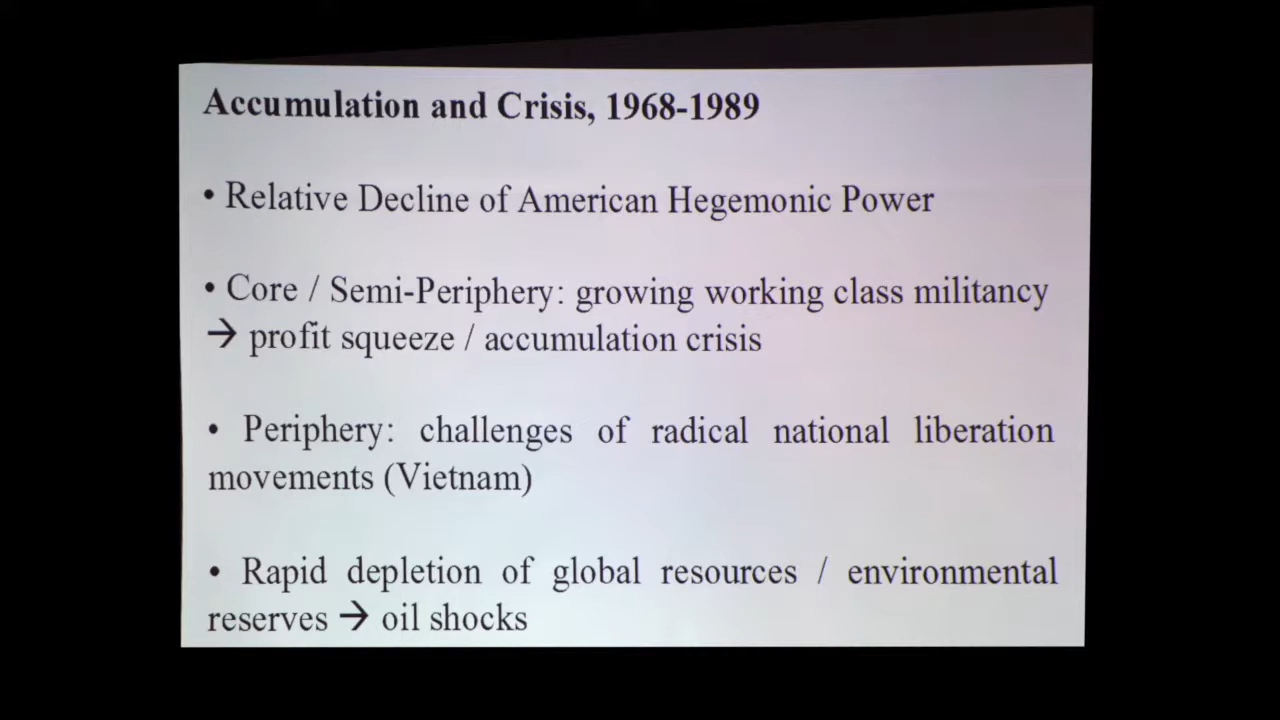 Accumulation and Crisis, 1968-1989
• Relative Decline of American Hegemonic Power
• Core / Semi-Periphery: growing working class militancy
→ profit squeeze / accumulation crisis
• Periphery: challenges of radical national liberation
movements (Vietnam)
• Rapid depletion of global resources / environmental
reserves → oil shocks